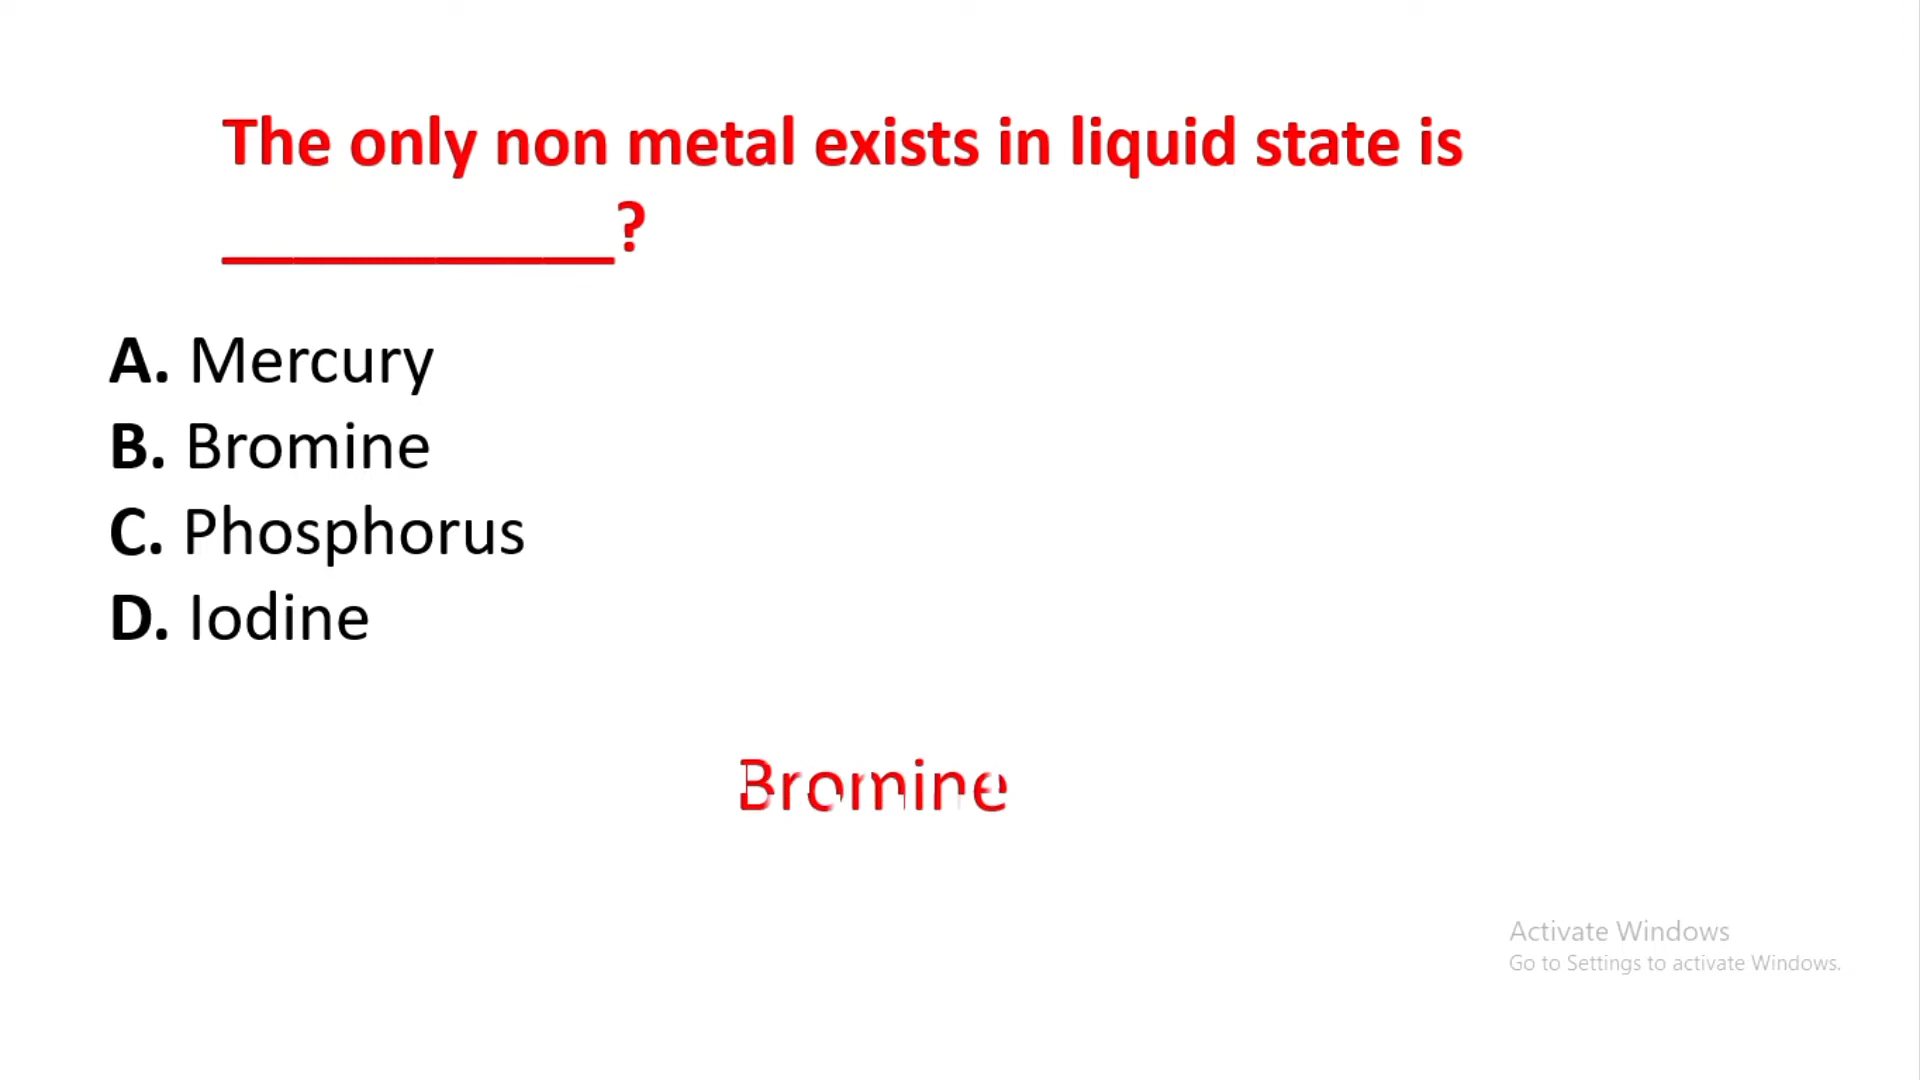 The only non metal exists in liquid state is
___________?
A. Mercury
B. Bromine
C. Phosphorus
D. Iodine
Bromine
Activate Windows
Go to Settings to activate Windows.